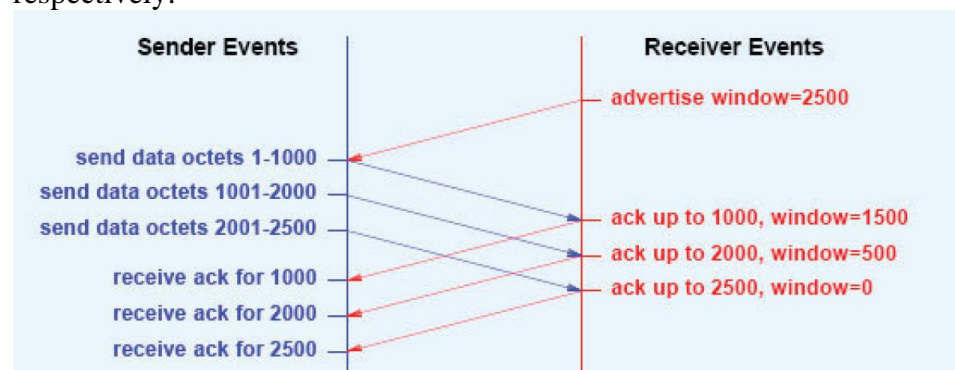 respectively.
Sender Events Receiver Events
advertise window=2500
send data octets 1-1000
send data octets 1001-2000
send data octets 2001-2500
ack up to 1000, window=1500
ack up to 2000, window=500
ack up to 2500, window=0
receive ack for 1000
receive ack for 2000
receive ack for 2500